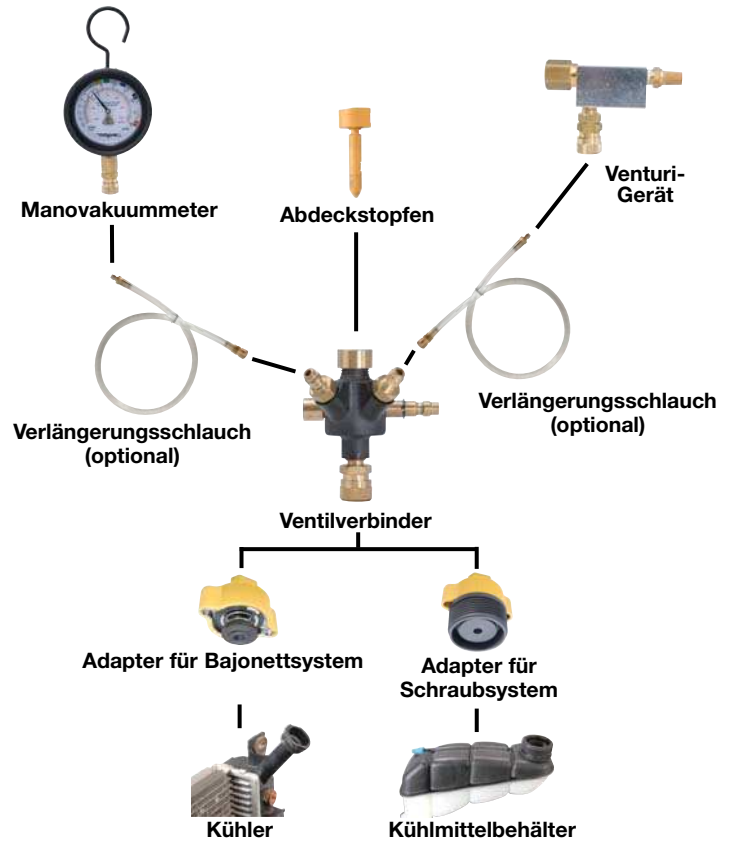 Manovakuummeter
Abdeckstopfen
Venturi-
Gerät
Verlängerungsschlauch
(optional)
Verlängerungsschlauch
(optional)
Ventilverbinder
Adapter für Bajonettsystem
Adapter für
Schraubsystem
Kühler
Kühlmittelbehälter